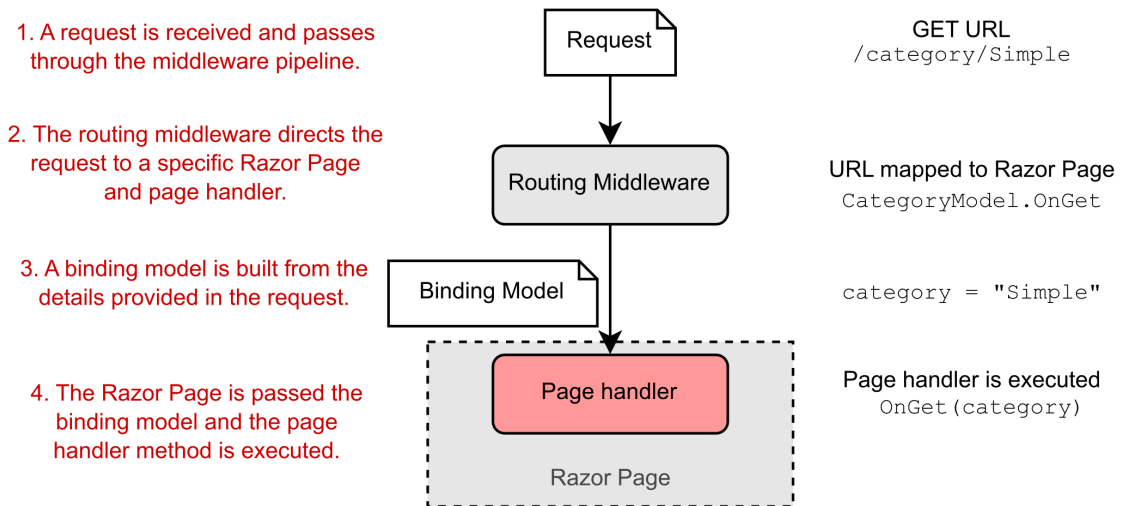 1. A request is received and passes
through the middleware pipeline.
Request
GET URL
/category/Simple
2. The routing middleware directs the
request to a specific Razor Page
and page handler.
Routing Middleware
URL mapped to Razor Page
CategoryModel.OnGet
3. A binding model is built from the
details provided in the request.
Binding Model
category = "Simple"
4. The Razor Page is passed the
binding model and the page
handler method is executed.
Page handler
Razor Page
Page handler is executed
OnGet(category)